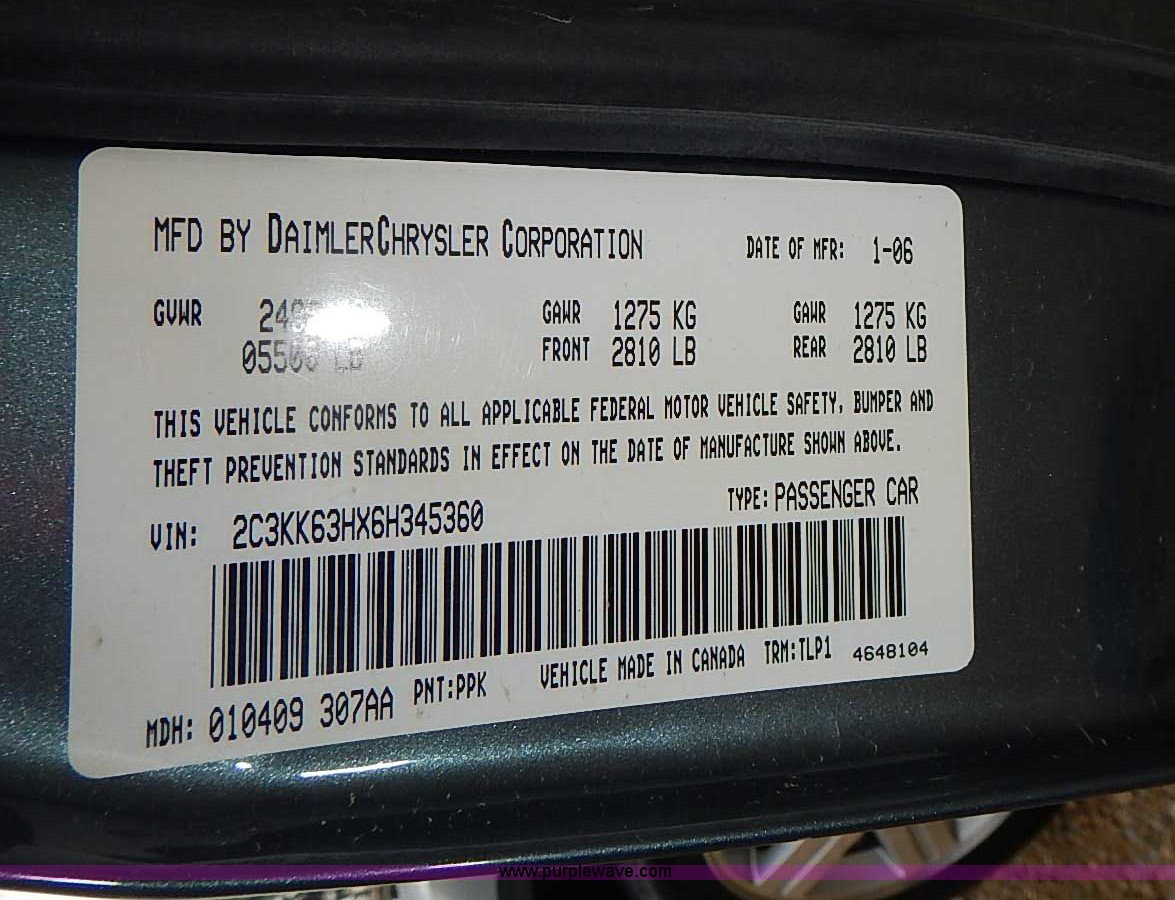 MFD BY DAIMLERCHRYSLER CORPORATION DATE OF MFR: 1-06
GVWR GAWR 1275 KG GAWR 1275 KG
LB FRONT 2810 LB REAR 2810 LB
THIS VEHICLE CONFORMS TO ALL APPLICABLE FEDERAL MOTOR VEHICLE SAFETY, BUMPER AND
THEFT PREVENTION STANDARDS IN EFFECT ON THE DATE OF MANUFACTURE SHOWN ABOVE.
TYPE: PASSENGER CAR
VIN: 2C3KK63HX6H345360
VEHICLE MADE IN CANADA TRM:TLP1 4648104
MDH: 010409 307AA PNT:PPK
www.purplewave.com